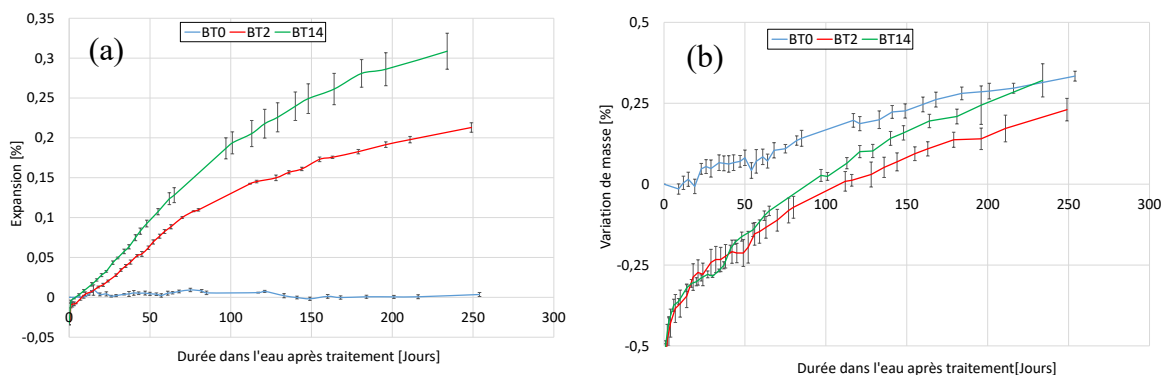 (a)
BT0 BT2 BT14
0,35
0,3
0,25
0,2
0,15
0,1
0,05
0
-0,05
Expansion [%]
0 50 100 150 200 250 300
Durée dans l'eau après traitement [Jours]
(b)
BT0 BT2 BT14
0,5
0,25
0
-0,25
-0,5
Variation de masse [%]
0 50 100 150 200 250 300
Durée dans l'eau après traitement[Jours]